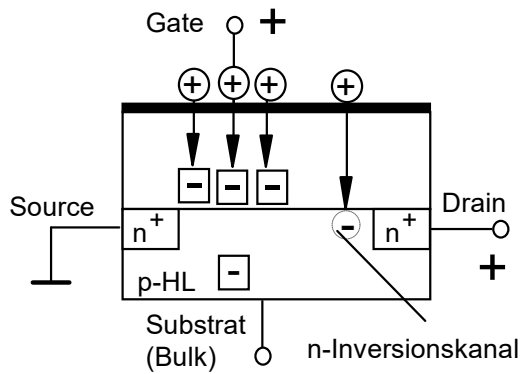 Gate +
+ + + +
- - -
Source
n+
-
n+
Drain
+
p-HL
-
Substrat
(Bulk)
n-Inversionskanal